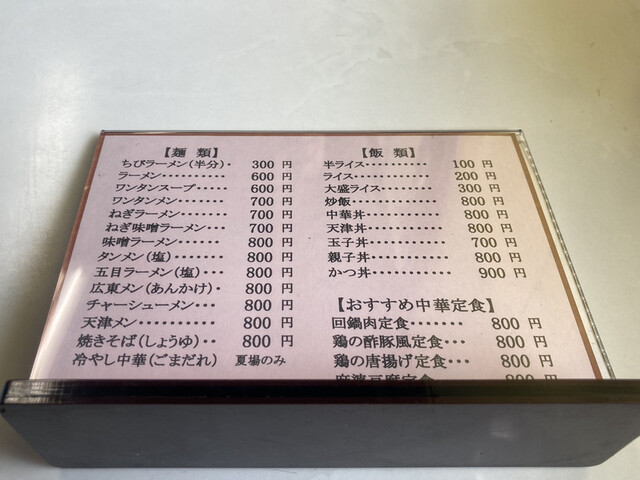 【麺 類】
ちびラーメン(半分)・ 300 円
ラーメン・・・・・・・・・・ 600 円
ワンタンスープ・・・・・ 600 円
ワンタンメン・・・・・・・ 700 円
ねぎラーメン・・・・・・・ 700 円
ねぎ味噌ラーメン・・・ 700 円
味噌ラーメン・・・・・・ 800 円
タンメン(塩)・・・・・・ 800 円
五目ラーメン(塩)・・・ 800 円
広東メン(あんかけ)・ 800 円
チャーシューメン・・・ 800 円
天津メン・・・・・・・・・・ 800 円
焼きそば(しょうゆ)・・ 800 円
冷やし中華(ごまだれ) 夏場のみ
【飯 類】
半ライス・・・・・・・・・・ 100 円
ライス・・・・・・・・・・・・ 200 円
大盛ライス・・・・・・・・ 300 円
炒飯・・・・・・・・・・・・・ 800 円
中華丼・・・・・・・・・・・ 800 円
天津丼・・・・・・・・・・・ 800 円
玉子丼・・・・・・・・・・・ 700 円
親子丼・・・・・・・・・・・ 800 円
かつ丼・・・・・・・・・・・ 900 円
【おすすめ中華定食】
回鍋肉定食・・・・・・・ 800 円
鶏の酢豚風定食・・・ 800 円
鶏の唐揚げ定食・・・ 800 円
麻婆豆腐定食・・・・・ 800 円